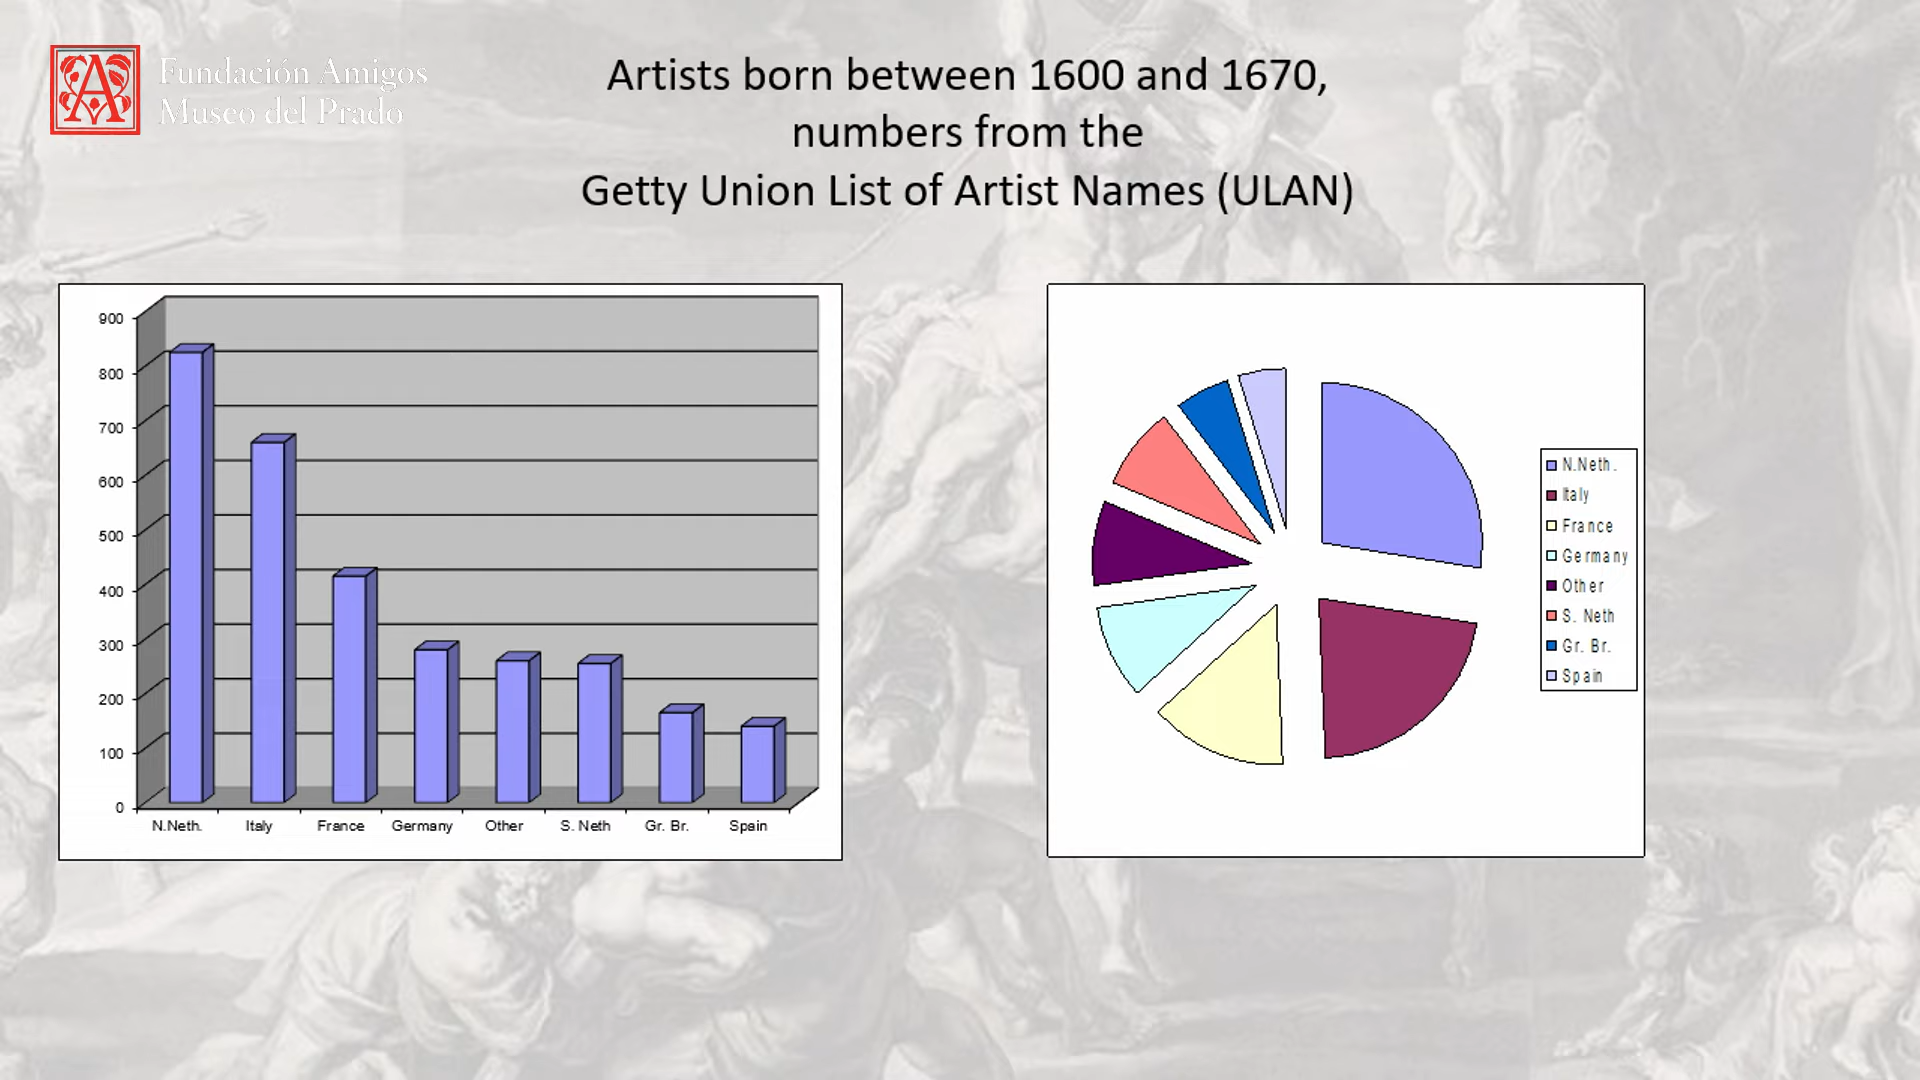 Fundación Amigos
Museo del Prado
Artists born between 1600 and 1670,
numbers from the
Getty Union List of Artist Names (ULAN)
900
800
700
600
500
400
300
200
100
0
N.Neth.
Italy
France
Germany
Other
S. Neth
Gr. Br.
Spain
N.Neth.
Italy
France
Germany
Other
S. Neth
Gr. Br.
Spain